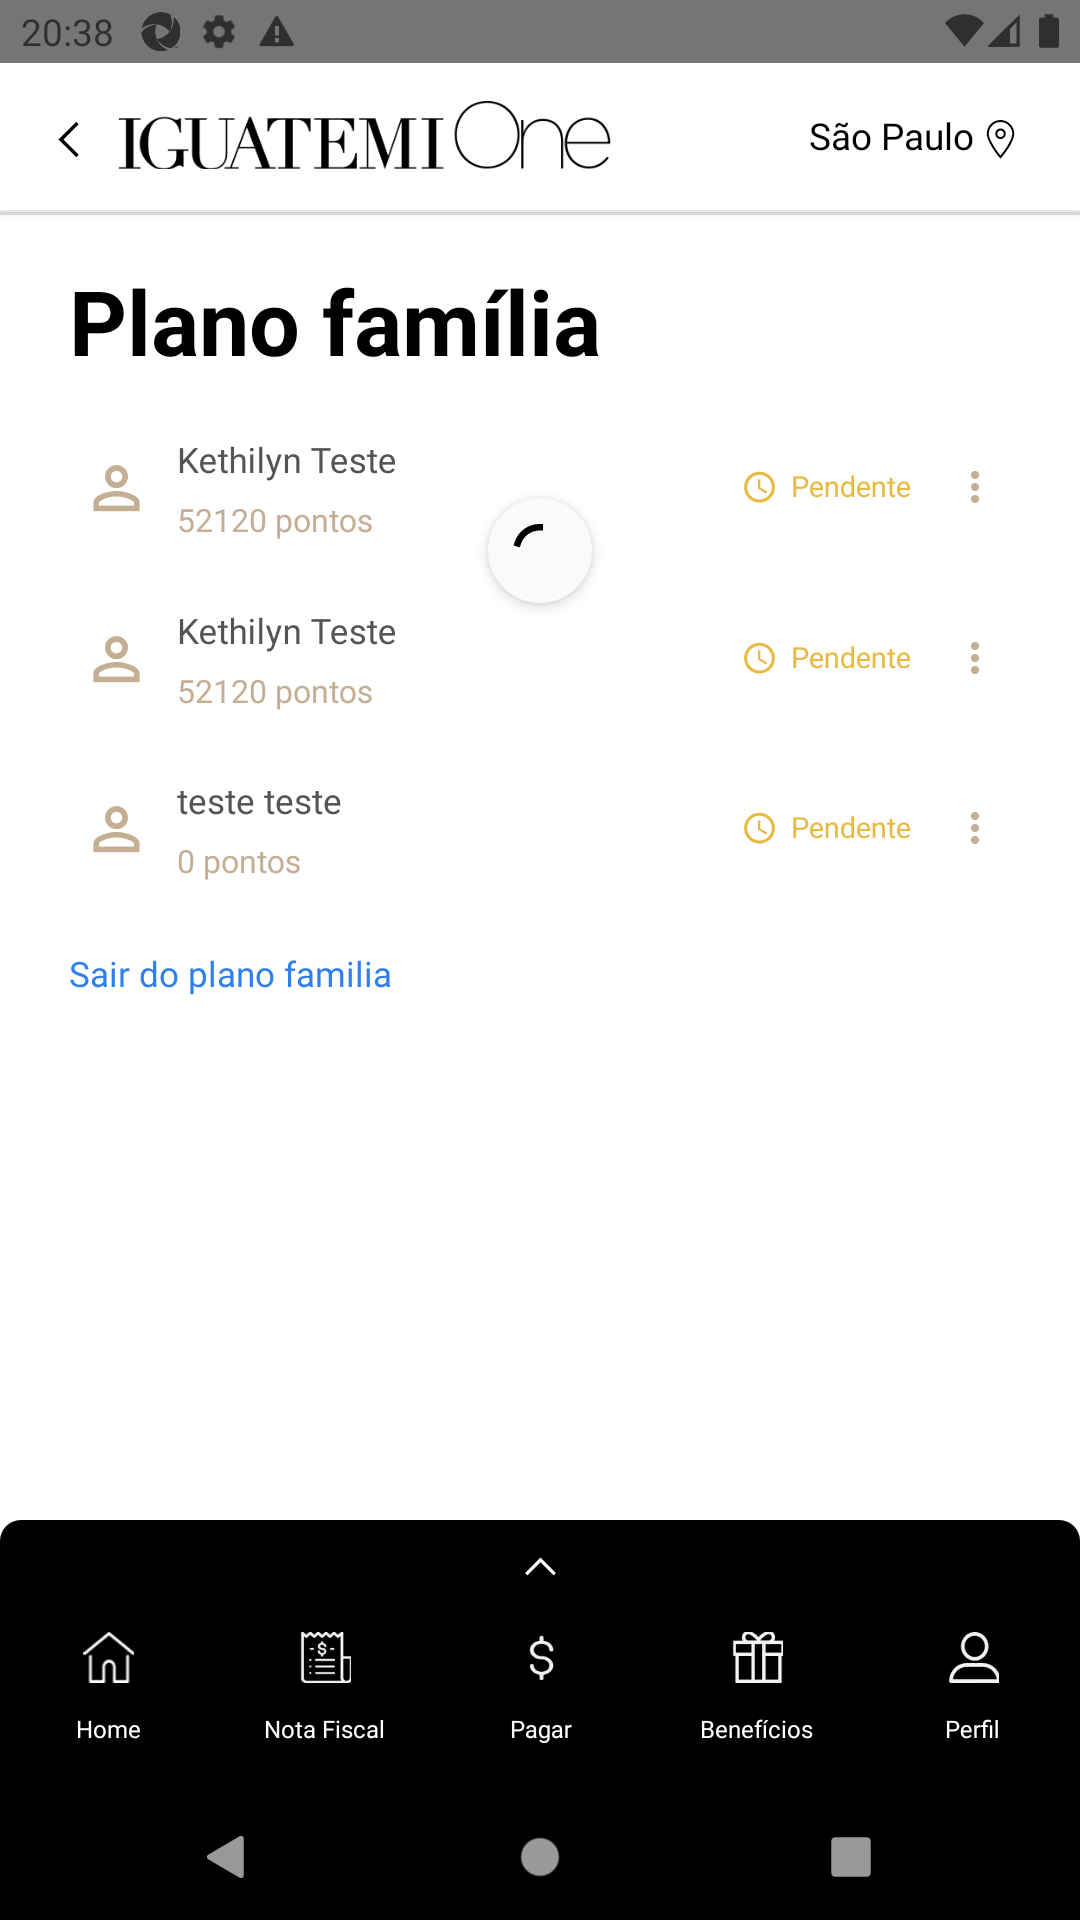 20:38
IGUATEMI One
São Paulo
Plano família
Kethilyn Teste
52120 pontos
Pendente
Kethilyn Teste
52120 pontos
Pendente
teste teste
0 pontos
Pendente
Sair do plano familia
Home
Nota Fiscal
Pagar
Benefícios
Perfil